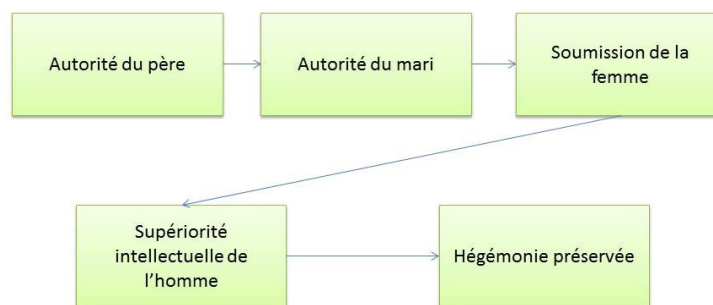 Autorité du père
Autorité du mari
Soumission de la
femme
Supériorité
intellectuelle de
l'homme
Hégémonie préservée